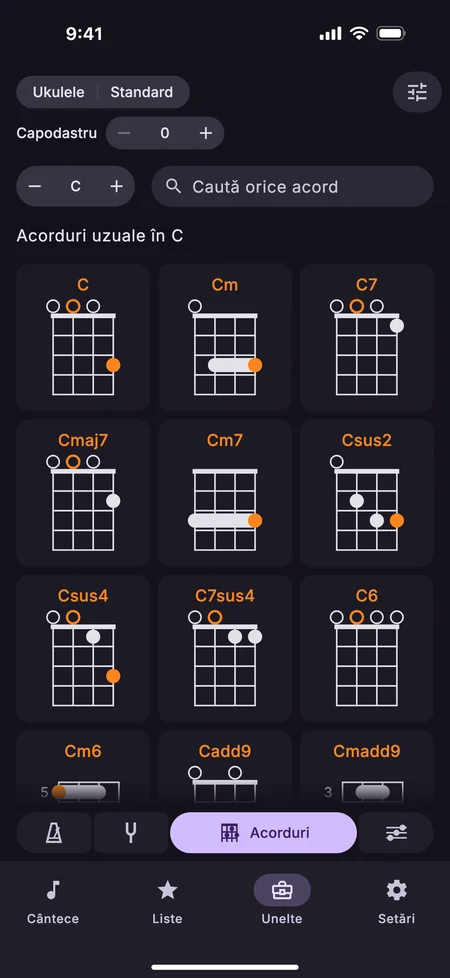 9:41
Ukulele Standard
Capodastru − 0 +
− C + Caută orice acord
Acorduri uzuale în C
C Cm C7
Cmaj7 Cm7 Csus2
Csus4 C7sus4 C6
Cm6 Cadd9 Cmadd9
5 3
Acorduri
Cântece Liste Unelte Setări